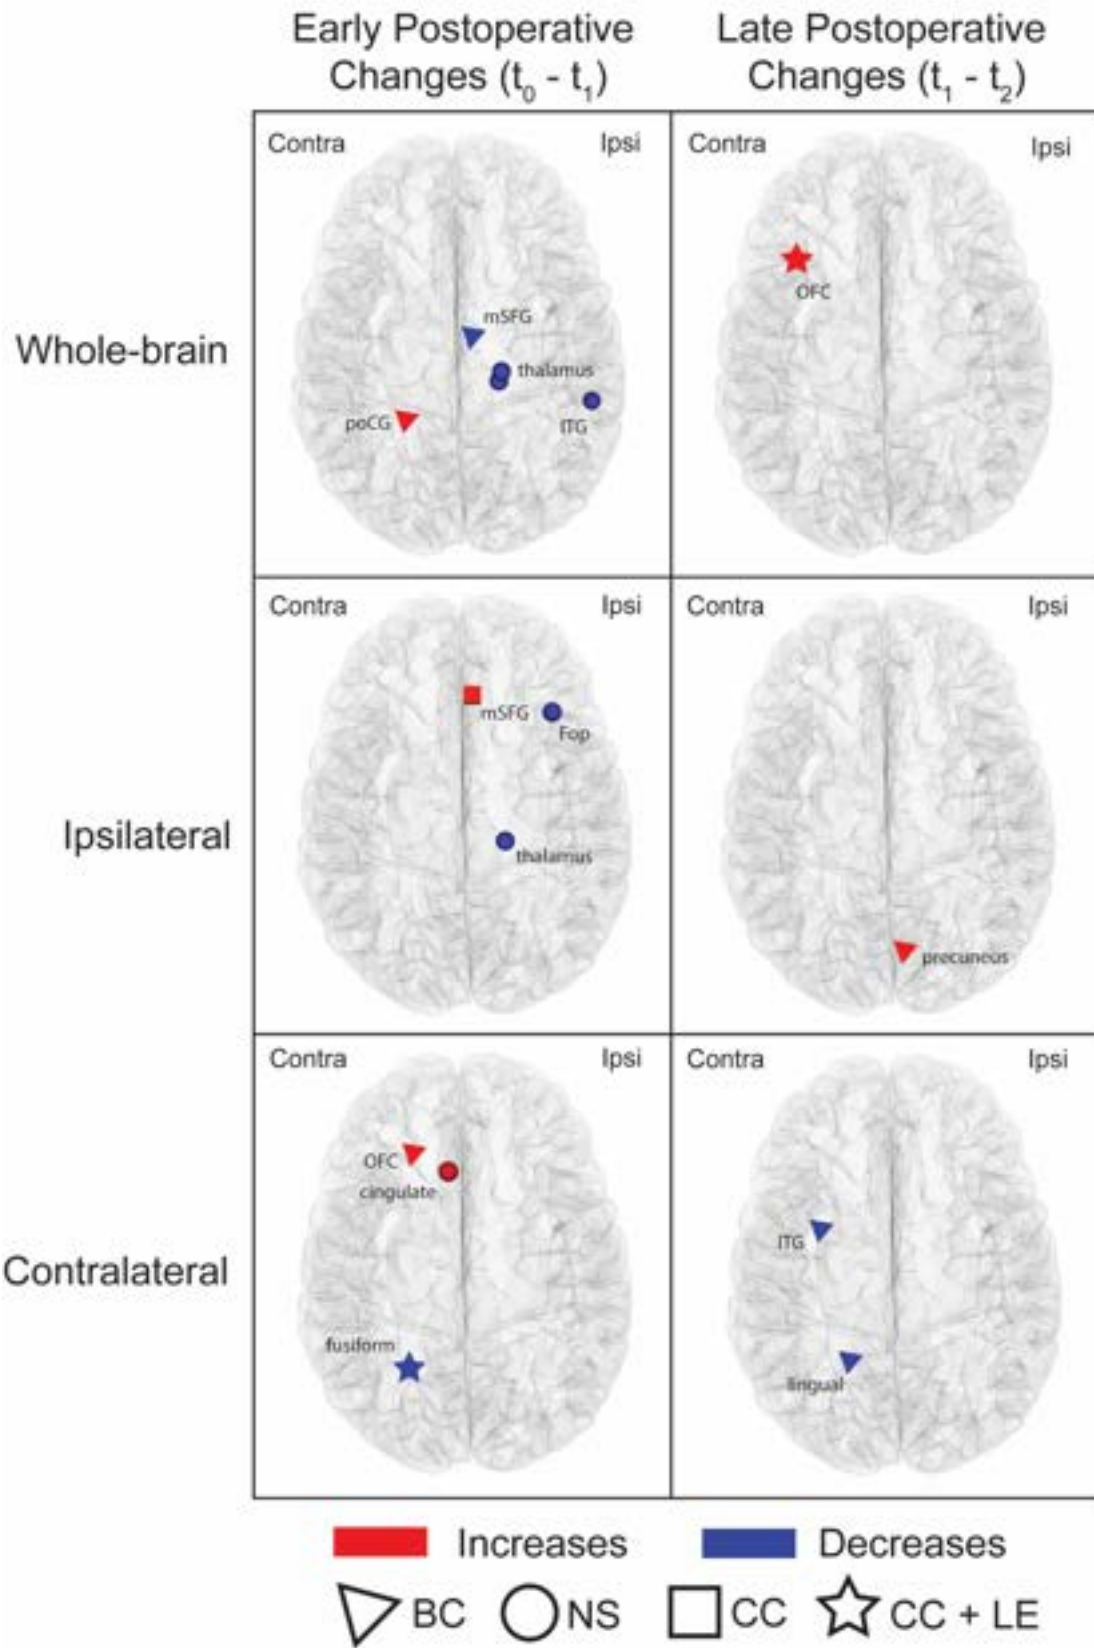 Early Postoperative
Changes (t0 - t1)
Late Postoperative
Changes (t1 - t2)
Whole-brain
Contra
Ipsi
mSFG
thalamus
poCG
ITG
Contra
Ipsi
OFC
Ipsilateral
Contra
Ipsi
mSFG
Fop
thalamus
Contra
Ipsi
precuneus
Contralateral
Contra
Ipsi
OFC
cingulate
fusiform
Contra
Ipsi
ITG
lingual
Increases
Decreases
BC
NS
CC
CC + LE